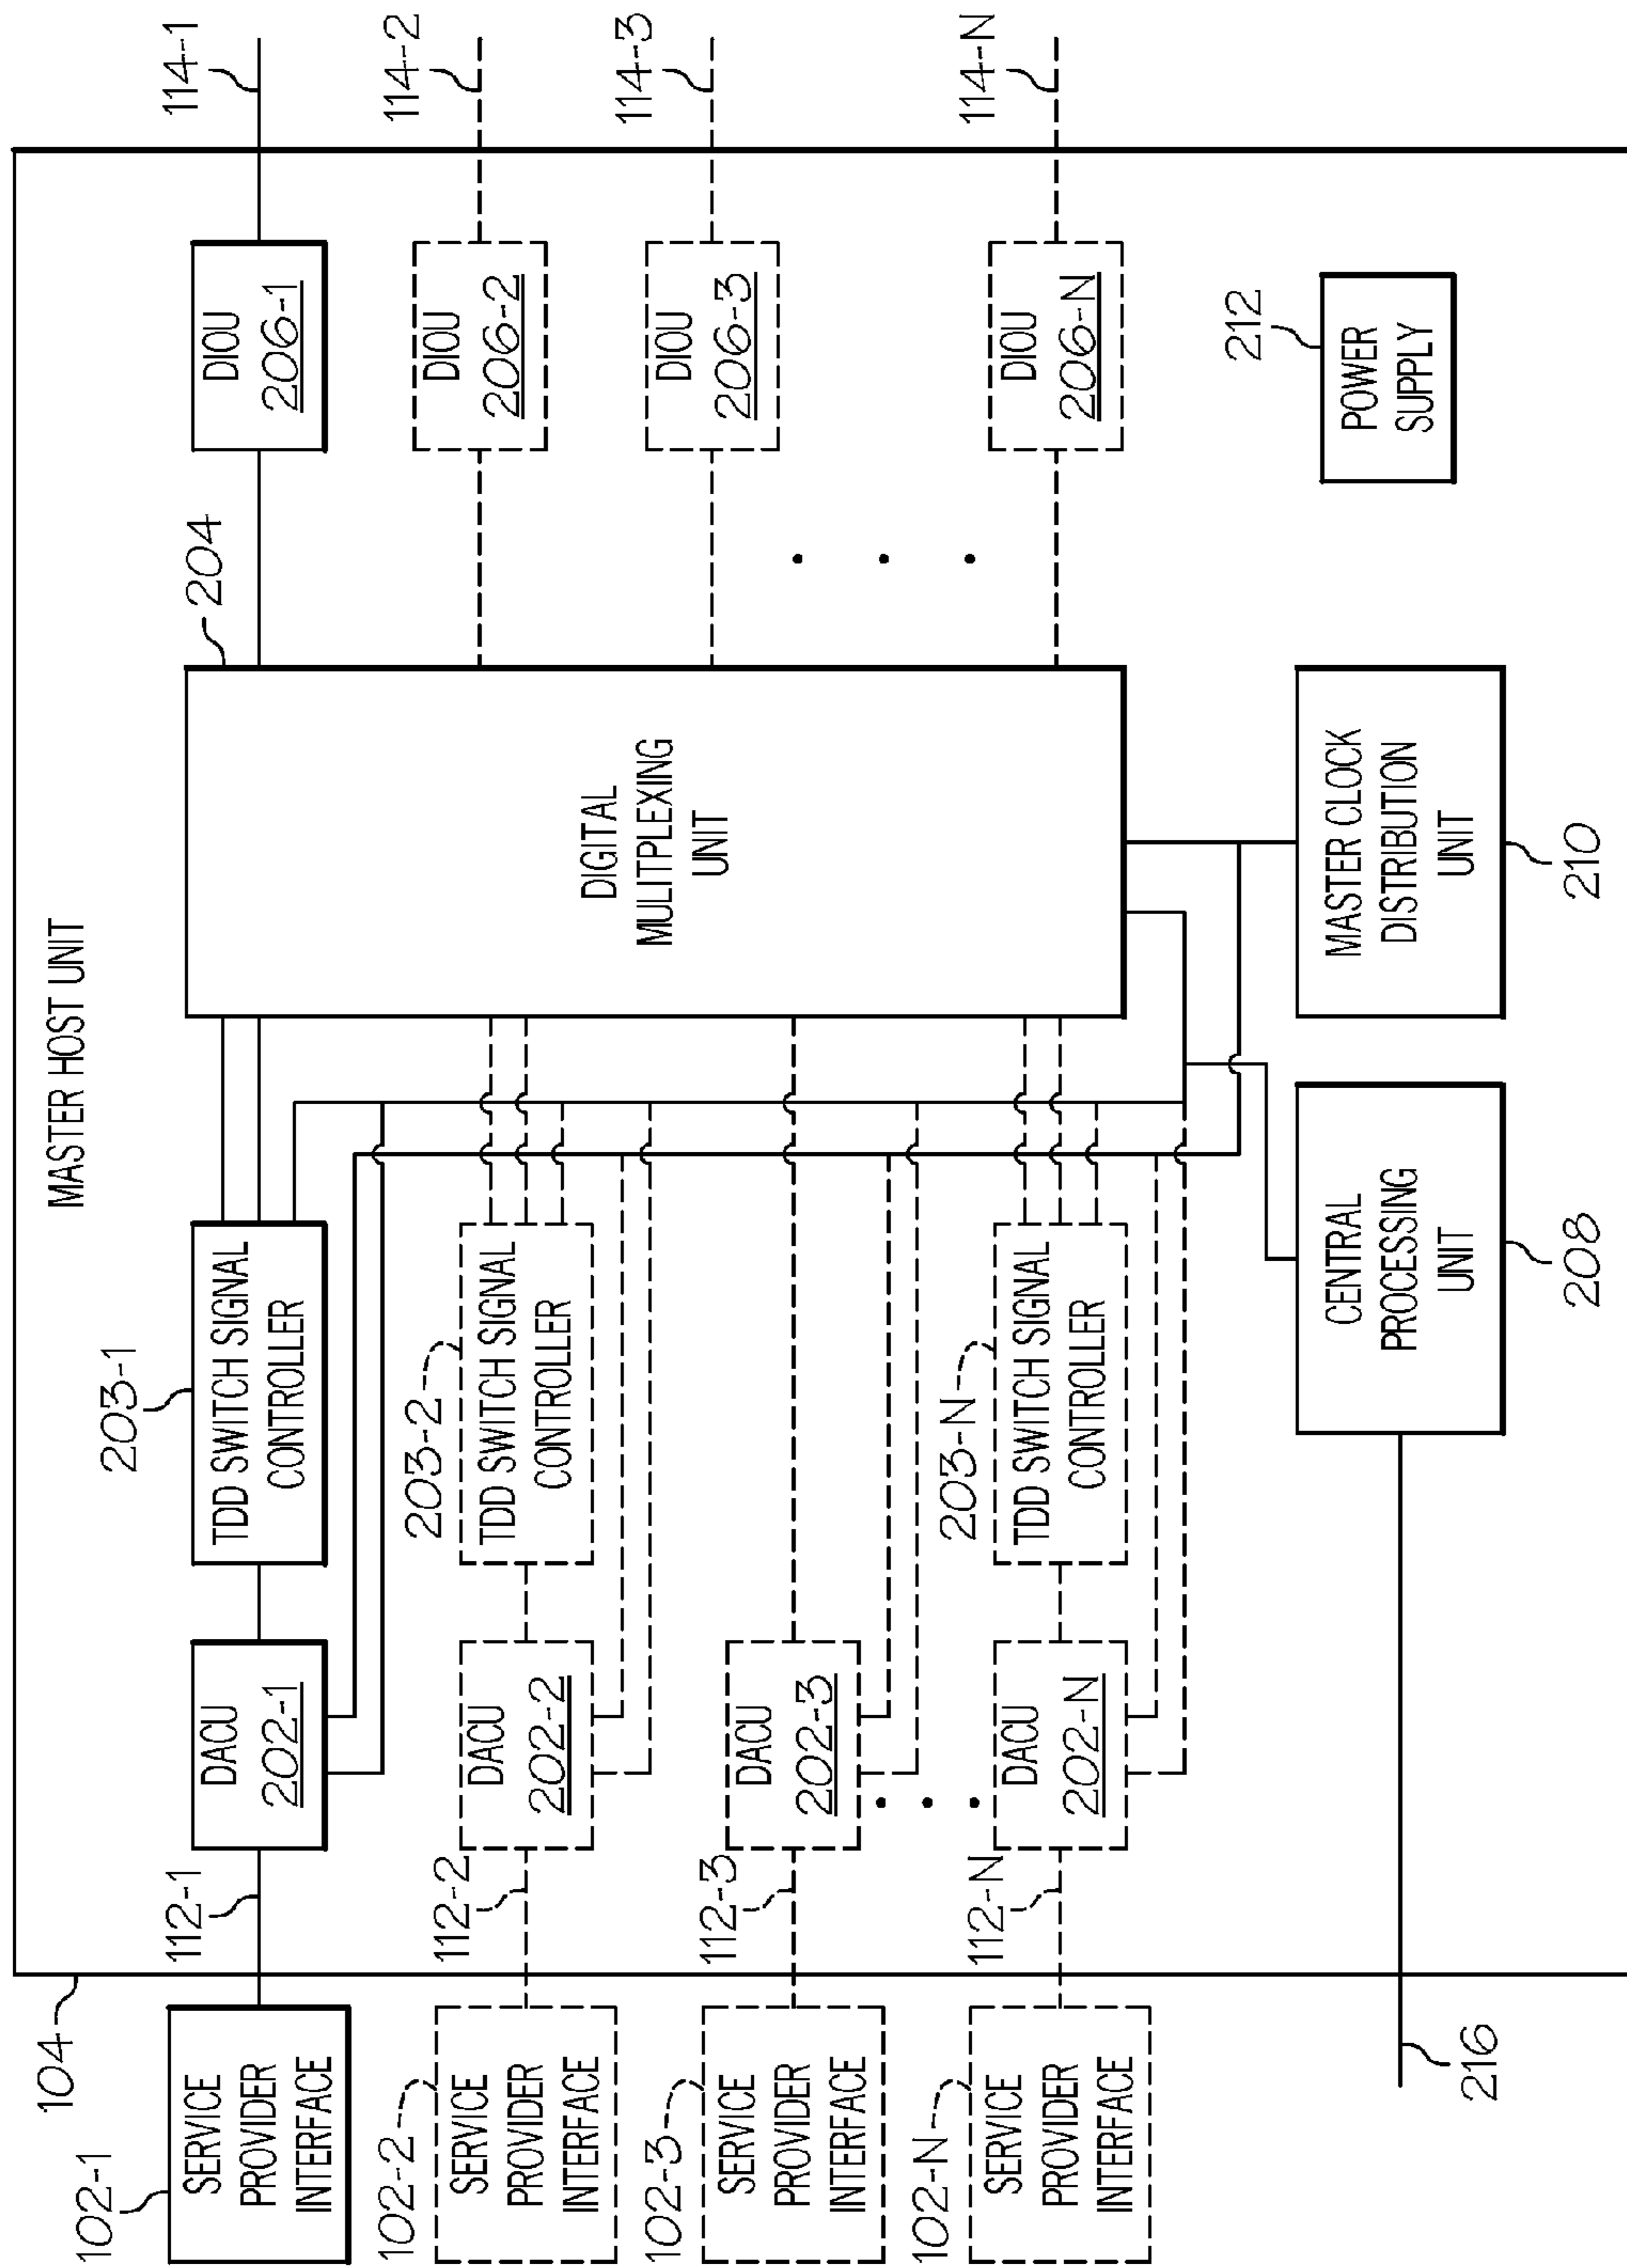 MASTER HOST UNIT
104
102-1
SERVICE
PROVIDER
INTERFACE
112-1
DACU
202-1
203-1
TDD SWITCH SIGNAL
CONTROLLER
204
DIGITAL
MULITPLEXING
UNIT
DIOU
206-1
114-1
102-2
SERVICE
PROVIDER
INTERFACE
112-2
DACU
202-2
203-2
TDD SWITCH SIGNAL
CONTROLLER
DIOU
206-2
114-2
102-3
SERVICE
PROVIDER
INTERFACE
112-3
DACU
202-3
DIOU
206-3
114-3
102-N
SERVICE
PROVIDER
INTERFACE
112-N
DACU
202-N
203-N
TDD SWITCH SIGNAL
CONTROLLER
DIOU
206-N
114-N
216
CENTRAL
PROCESSING
UNIT
208
MASTER CLOCK
DISTRIBUTION
UNIT
210
212
POWER
SUPPLY